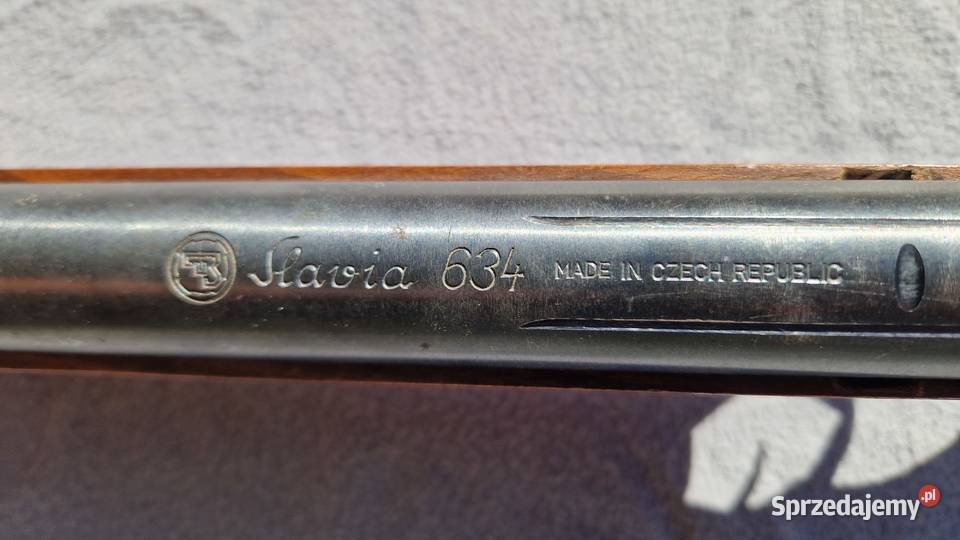 Slavia 634 MADE IN CZECH REPUBLIC
Sprzedajemy.pl